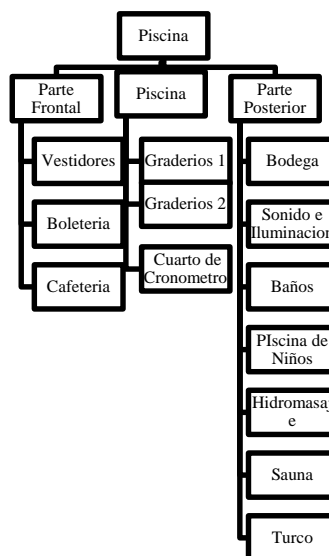 Piscina
Parte
Frontal
Vestidores
Boleteria
Cafeteria
Piscina
Graderios 1
Graderios 2
Cuarto de
Cronometro
Parte
Posterior
Bodega
Sonido e
Iluminacion
Baños
PIscina de
Niños
Hidromasaj
e
Sauna
Turco